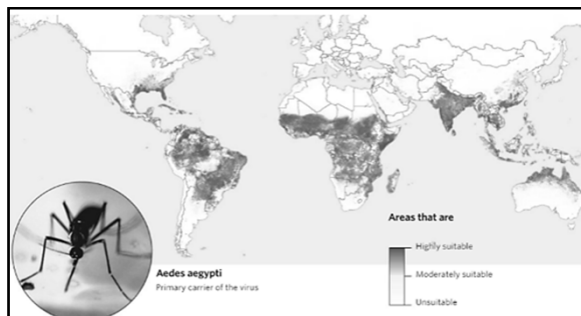 Areas that are
Highly suitable
Moderately suitable
Unsuitable
Aedes aegypti
Primary carrier of the virus